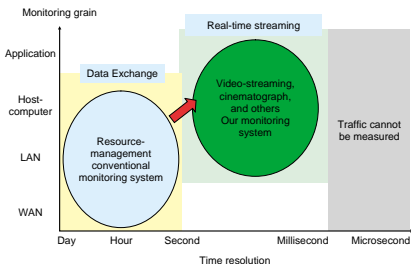 Monitoring grain
Real-time streaming
Application
Data Exchange
Video-streaming,
cinematograph,
and others
Our monitoring
system
Host-
computer
Traffic cannot
be measured
Resource-
management
conventional
monitoring system
LAN
WAN
Day
Hour
Second
Millisecond
Microsecond
Time resolution